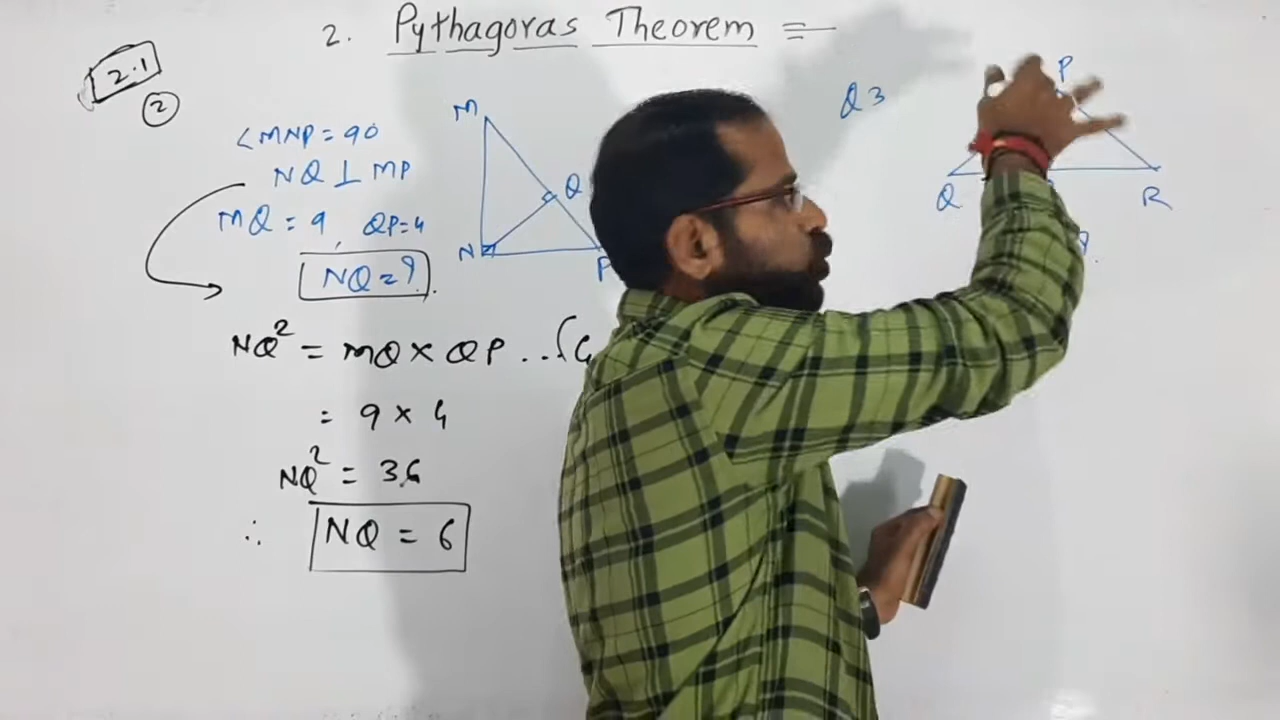 2. Pythagoras Theorem =
2.1
2
∠MNP = 90
NQ ⊥ MP
MQ = 9, QP=4
NQ = ?
M
Q
N
P
NQ² = MQ × QP ...
= 9 × 4
NQ² = 36
∴ NQ = 6
Q3
P
Q
R